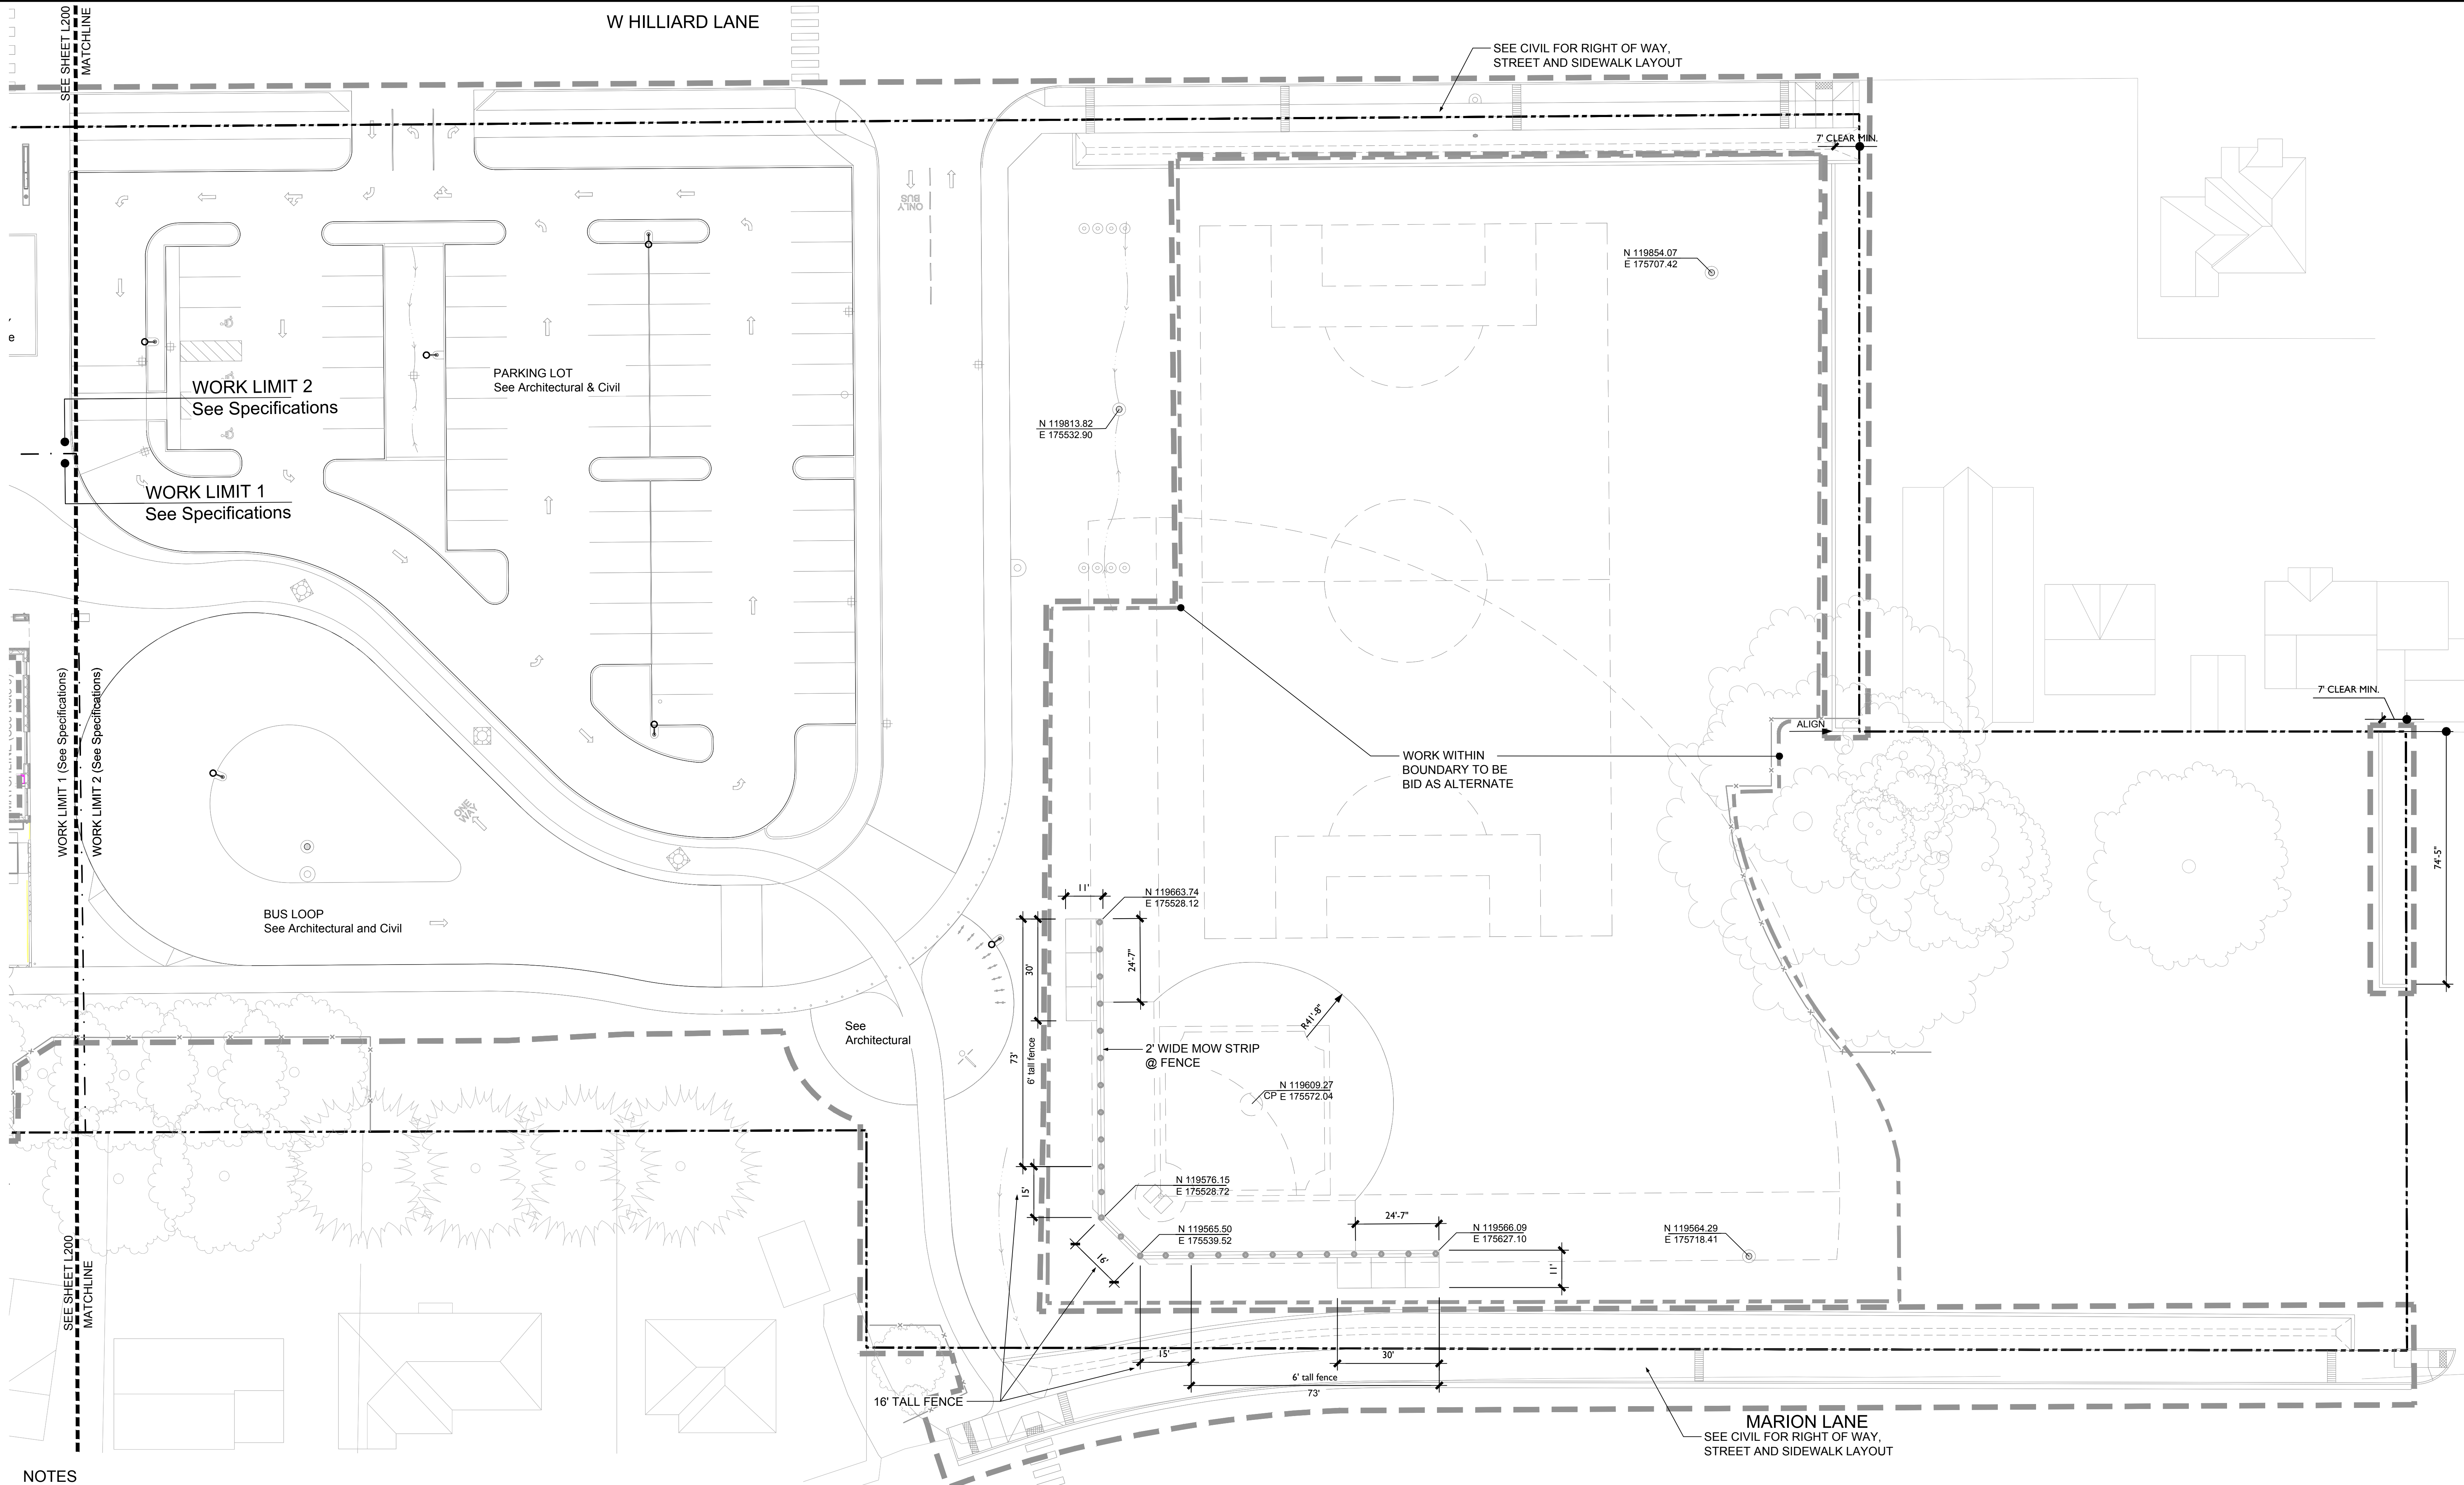 W HILLIARD LANE
SEE SHEET L200
MATCHLINE
SEE CIVIL FOR RIGHT OF WAY,
STREET AND SIDEWALK LAYOUT
7' CLEAR MIN.
ONLY
BUS
N 119854.07
E 175707.42
e
WORK LIMIT 2
See Specifications
PARKING LOT
See Architectural & Civil
N 119813.82
E 175532.90
WORK LIMIT 1
See Specifications
WORK LIMIT 1 (See Specifications)
WORK LIMIT 2 (See Specifications)
1
7' CLEAR MIN.
ALIGN
WORK WITHIN
BOUNDARY TO BE
BID AS ALTERNATE
ONE
WAY
74'-5"
BUS LOOP
See Architectural and Civil
11'
N 119663.74
E 175528.12
30'
24'-7"
R41'-8"
See
Architectural
73'
6' tall fence
2' WIDE MOW STRIP
@ FENCE
N 119609.27
CP E 175572.04
15'
N 119576.15
E 175528.72
24'-7"
N 119565.50
E 175539.52
N 119566.09
E 175627.10
N 119564.29
E 175718.41
16'
11'
SEE SHEET L200
MATCHLINE
15'
30'
6' tall fence
73'
16' TALL FENCE
MARION LANE
SEE CIVIL FOR RIGHT OF WAY,
STREET AND SIDEWALK LAYOUT
NOTES